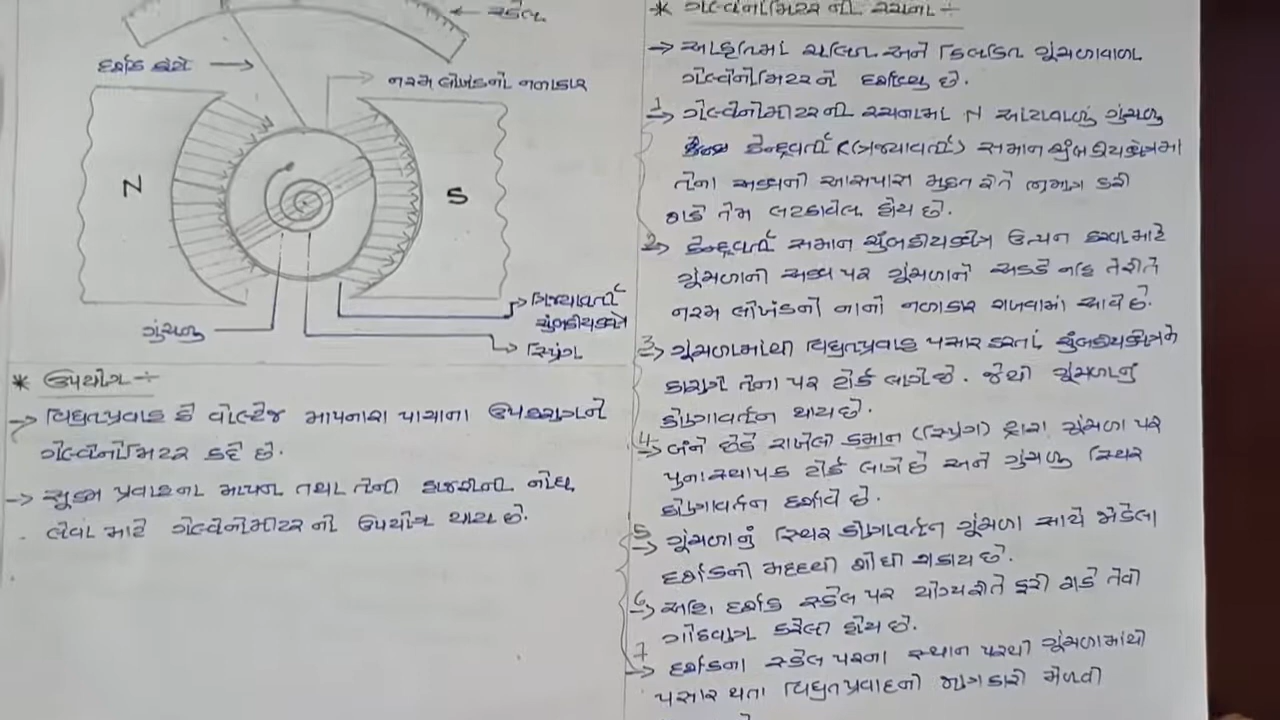 સ્કેલ
દર્શક કાંટો
નરમ લોખંડનો નળાકાર
N
S
ત્રિજ્યાવર્તી
ચુંબકીયક્ષેત્ર
ગુંચળુ
સ્પ્રિંગ
* ઉપયોગ ÷
→ વિદ્યુતપ્રવાહ કે વોલ્ટેજ માપનારા પાયાના ઉપકરણને
ગેલ્વેનોમિટર કહે છે.
→ સૂક્ષ્મ પ્રવાહના માપન તથા તેની હાજરીની નોંધ
લેવા માટે ગેલ્વેનોમીટર નો ઉપયોગ થાય છે.
* ગેલ્વેનોમિટર ની રચના ÷
→ આકૃતિમાં ચલિત અને કિલકિત ગૂંચળાવાળા
ગેલ્વેનોમિટરને દર્શાવ્યુ છે.
1→ ગેલ્વેનોમીટરની રચનામાં N આંટાવાળું ગુંચળુ
કેન્દ્રવર્તી (ત્રિજ્યાવર્તી) સમાન ચુંબકીયક્ષેત્રમાં
તેના અક્ષની આસપાસ મુક્ત રીતે ભ્રમણ કરી
શકે તેમ લટકાવેલ હોય છે.
2→ કેન્દ્રવર્તી સમાન ચુંબકીયક્ષેત્ર ઉત્પન કરવા માટે
ગૂંચળાની અક્ષ પર ગૂંચળાને અડકે નહિ તે રીતે
નરમ લોખંડનો નાનો નળાકાર રાખવામાં આવે છે.
3→ ગૂંચળામાંથી વિદ્યુતપ્રવાહ પસાર કરતાં ચુંબકીયક્ષેત્રને
કારણે તેના પર ટોર્ક લાગે છે. જેથી ગૂંચળાનું
કોણાવર્તન થાય છે.
4→ બંને છેડે રાખેલી કમાન (સ્પ્રિંગ) દ્વારા ગૂંચળા પર
પુનઃસ્થાપક ટોર્ક લાગે છે અને ગુંચળુ સ્થિર
કોણાવર્તન દર્શાવે છે.
5→ ગૂંચળાનું સ્થિર કોણાવર્તન ગૂંચળા સાથે જોડેલા
દર્શકની મદદથી શોધી શકાય છે.
6→ આ દર્શક સ્કેલ પર યોગ્ય રીતે ફરી શકે તેવી
ગોઠવણ કરેલી હોય છે.
7→ દર્શકના સ્કેલ પરના સ્થાન પરથી ગૂંચળામાંથી
પસાર થતા વિદ્યુતપ્રવાહની જાણકારી મેળવી